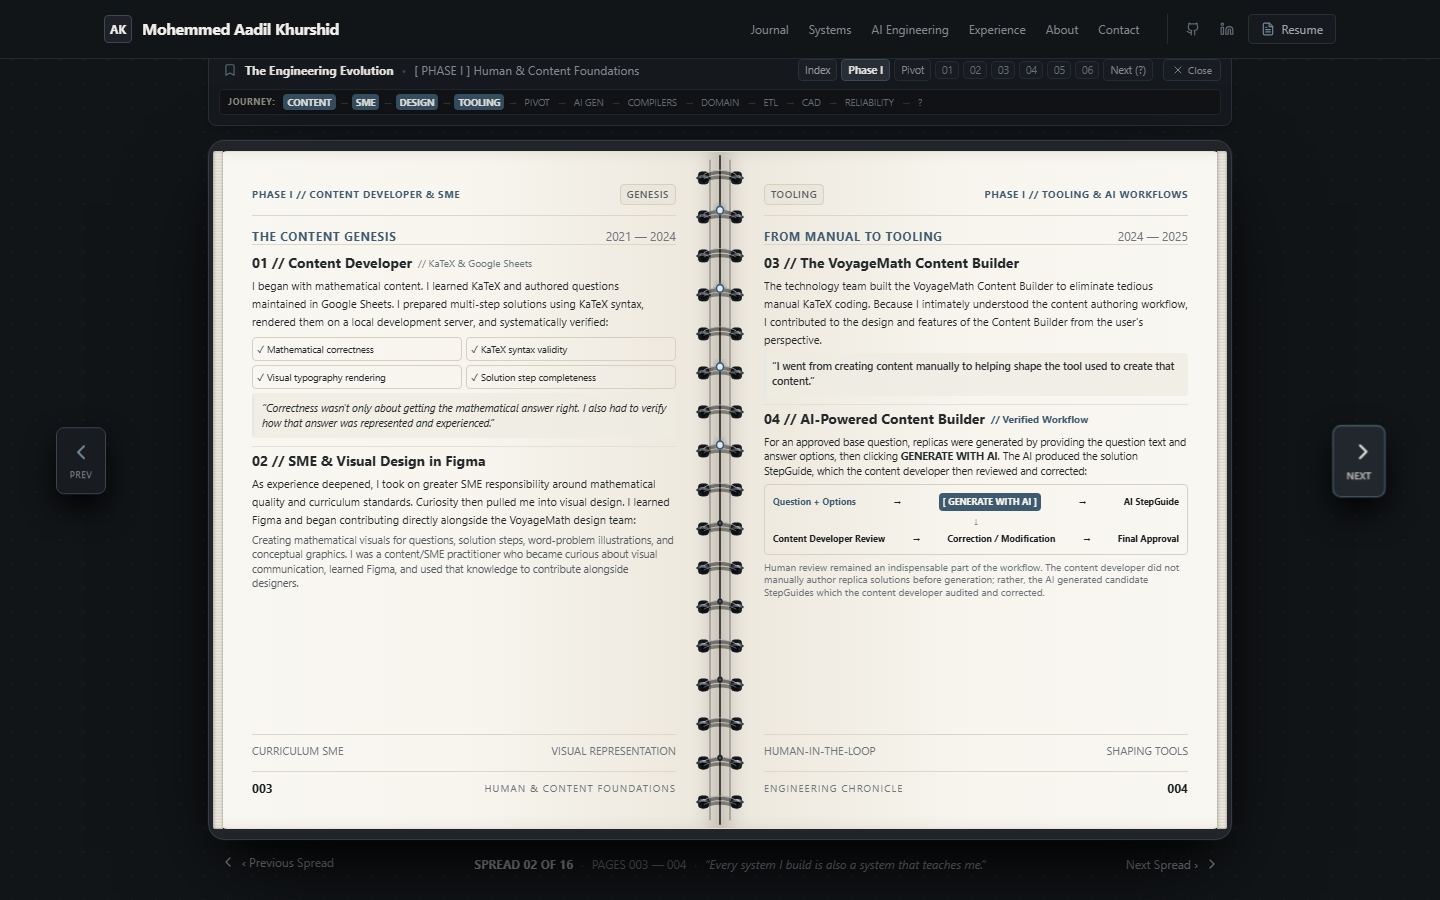 AK Mohemmed Aadil Khurshid Journal Systems AI Engineering Experience About Contact Resume
The Engineering Evolution • [ PHASE I ] Human & Content Foundations Index Phase I Pivot 01 02 03 04 05 06 Next (?) × Close
JOURNEY: CONTENT – SME – DESIGN – TOOLING – PIVOT – AI GEN – COMPILERS – DOMAIN – ETL – CAD – RELIABILITY – ?
PHASE I // CONTENT DEVELOPER & SME GENESIS
THE CONTENT GENESIS 2021 — 2024
01 // Content Developer // KaTeX & Google Sheets
I began with mathematical content. I learned KaTeX and authored questions
maintained in Google Sheets. I prepared multi-step solutions using KaTeX syntax,
rendered them on a local development server, and systematically verified:
✓ Mathematical correctness ✓ KaTeX syntax validity
✓ Visual typography rendering ✓ Solution step completeness
“Correctness wasn't only about getting the mathematical answer right. I also had to verify
how that answer was represented and experienced.”
02 // SME & Visual Design in Figma
As experience deepened, I took on greater SME responsibility around mathematical
quality and curriculum standards. Curiosity then pulled me into visual design. I learned
Figma and began contributing directly alongside the VoyageMath design team:
Creating mathematical visuals for questions, solution steps, word-problem illustrations, and
conceptual graphics. I was a content/SME practitioner who became curious about visual
communication, learned Figma, and used that knowledge to contribute alongside
designers.
CURRICULUM SME VISUAL REPRESENTATION
003 HUMAN & CONTENT FOUNDATIONS
TOOLING PHASE I // TOOLING & AI WORKFLOWS
FROM MANUAL TO TOOLING 2024 — 2025
03 // The VoyageMath Content Builder
The technology team built the VoyageMath Content Builder to eliminate tedious
manual KaTeX coding. Because I intimately understood the content authoring workflow,
I contributed to the design and features of the Content Builder from the user's
perspective.
“I went from creating content manually to helping shape the tool used to create that
content.”
04 // AI-Powered Content Builder // Verified Workflow
For an approved base question, replicas were generated by providing the question text and
answer options, then clicking GENERATE WITH AI. The AI produced the solution
StepGuide, which the content developer then reviewed and corrected:
Question + Options → [ GENERATE WITH AI ] → AI StepGuide
↓
Content Developer Review → Correction / Modification → Final Approval
Human review remained an indispensable part of the workflow. The content developer did not
manually author replica solutions before generation; rather, the AI generated candidate
StepGuides which the content developer audited and corrected.
HUMAN-IN-THE-LOOP SHAPING TOOLS
ENGINEERING CHRONICLE 004
PREV
NEXT
‹ Previous Spread SPREAD 02 OF 16 · PAGES 003 — 004 · “Every system I build is also a system that teaches me.” Next Spread ›